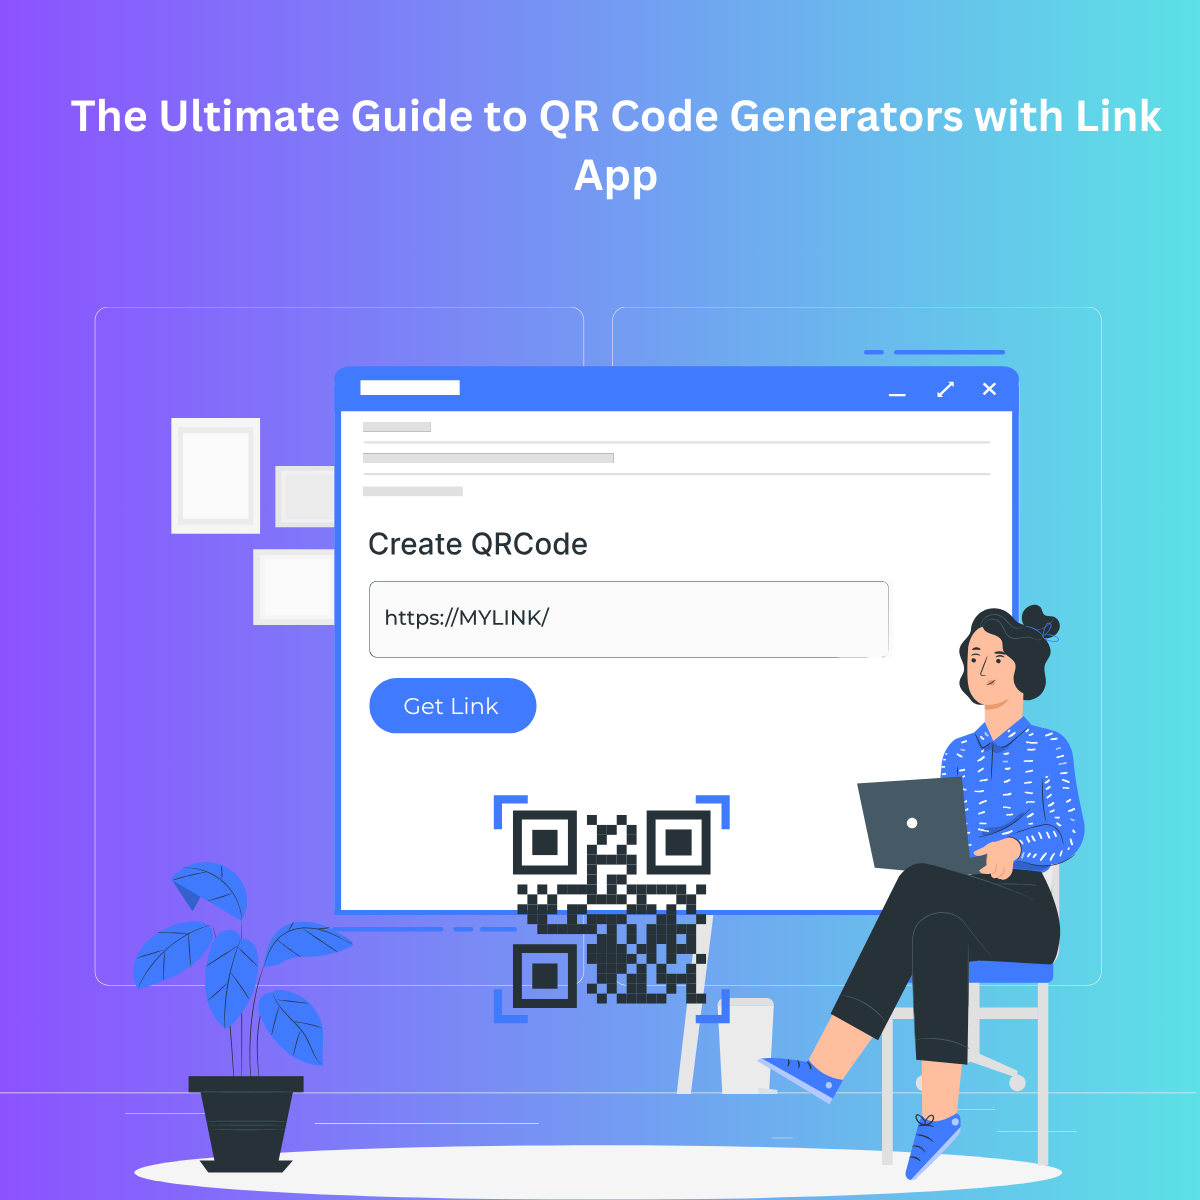 The Ultimate Guide to QR Code Generators with Link
App
Create QRCode
https://MYLINK/
Get Link